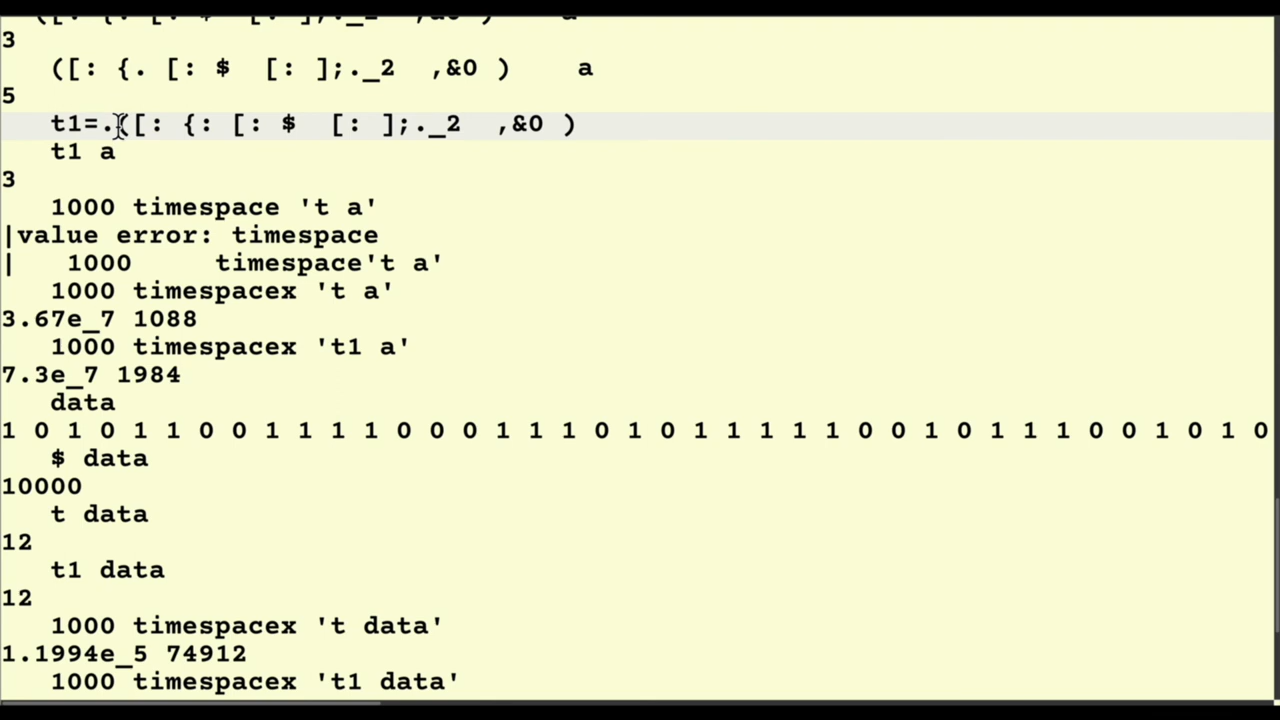 3
([: {. [: $  [: ];._2  ,&0 )    a
5
t1=.([: {: [: $  [: ];._2  ,&0 )
t1 a
3
1000 timespace 't a'
|value error: timespace
|   1000     timespace't a'
1000 timespacex 't a'
3.67e_7 1088
1000 timespacex 't1 a'
7.3e_7 1984
data
1 0 1 0 1 1 0 0 1 1 1 1 0 0 0 1 1 1 0 1 0 1 1 1 1 1 0 0 1 0 1 1 1 0 0 1 0 1 0
$ data
10000
t data
12
t1 data
12
1000 timespacex 't data'
1.1994e_5 74912
1000 timespacex 't1 data'